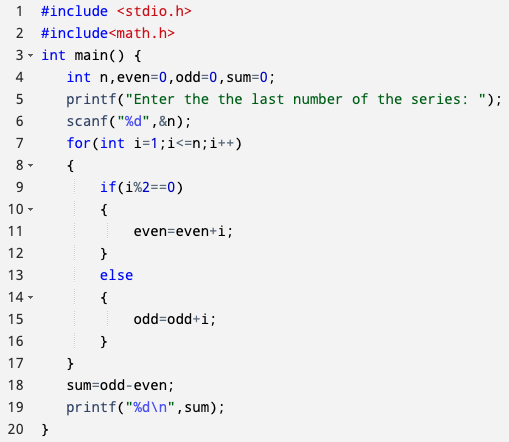 1 #include <stdio.h>
2 #include<math.h>
3 int main() {
4 int n,even=0,odd=0,sum=0;
5 printf("Enter the the last number of the series: ");
6 scanf("%d",&n);
7 for(int i=1;i<=n;i++)
8 {
9 if(i%2==0)
10 {
11 even=even+i;
12 }
13 else
14 {
15 odd=odd+i;
16 }
17 }
18 sum=odd-even;
19 printf("%d\n",sum);
20 }